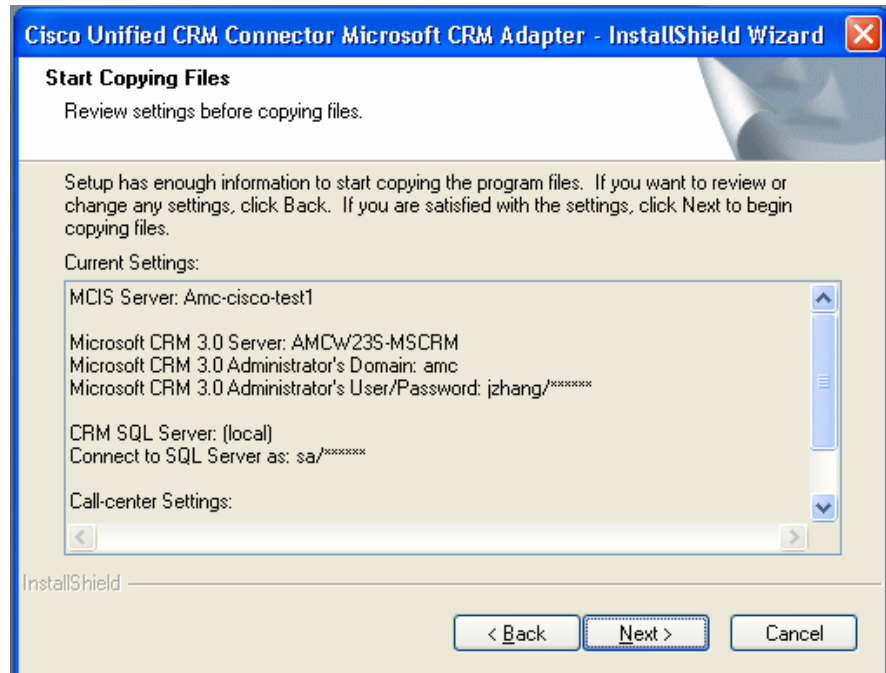 Cisco Unified CRM Connector Microsoft CRM Adapter - InstallShield Wizard
Start Copying Files
Review settings before copying files.
Setup has enough information to start copying the program files. If you want to review or
change any settings, click Back. If you are satisfied with the settings, click Next to begin
copying files.
Current Settings:
MCIS Server: Amc-cisco-test1
Microsoft CRM 3.0 Server: AMCW23S-MSCRM
Microsoft CRM 3.0 Administrator's Domain: amc
Microsoft CRM 3.0 Administrator's User/Password: jzhang/******
CRM SQL Server: (local)
Connect to SQL Server as: sa/******
Call-center Settings:
InstallShield
< Back
Next >
Cancel